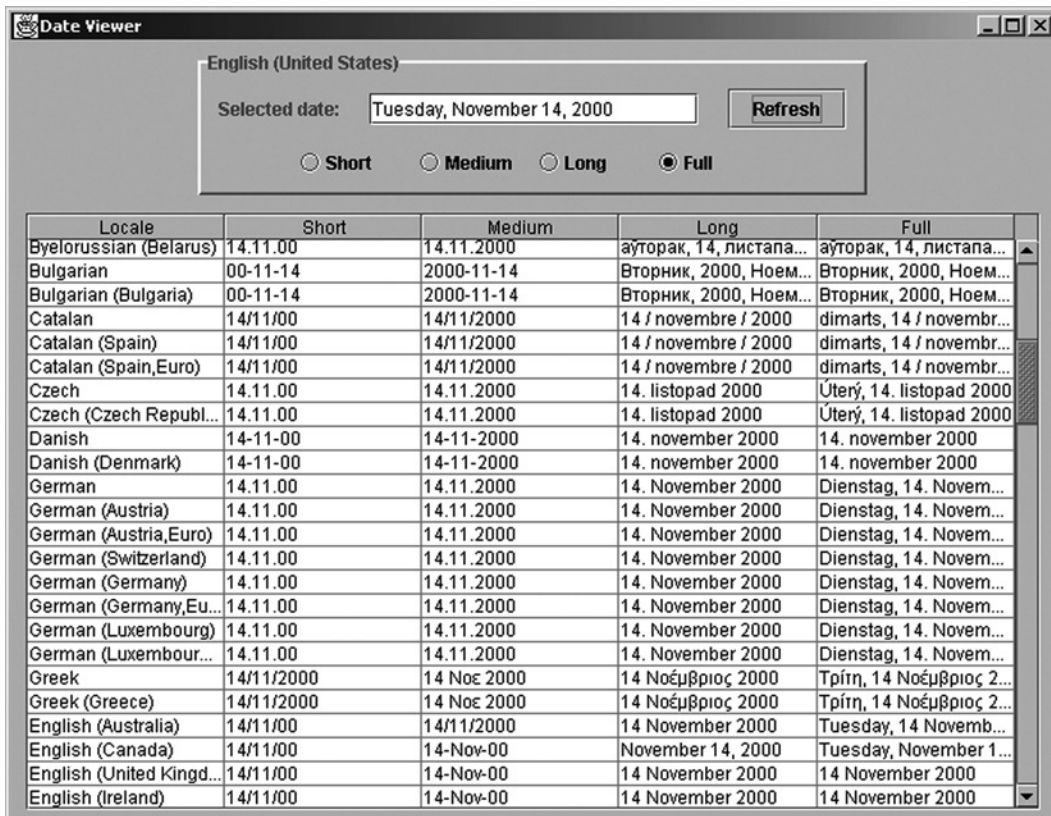 Date Viewer
English (United States)
Selected date: Tuesday, November 14, 2000 Refresh
Short Medium Long Full
Locale Short Medium Long Full
Byelorussian (Belarus) 14.11.00 14.11.2000 аўторак, 14, листапа... аўторак, 14, листапа...
Bulgarian 00-11-14 2000-11-14 Вторник, 2000, Ноем... Вторник, 2000, Ноем...
Bulgarian (Bulgaria) 00-11-14 2000-11-14 Вторник, 2000, Ноем... Вторник, 2000, Ноем...
Catalan 14/11/00 14/11/2000 14 / novembre / 2000 dimarts, 14 / novembr...
Catalan (Spain) 14/11/00 14/11/2000 14 / novembre / 2000 dimarts, 14 / novembr...
Catalan (Spain,Euro) 14/11/00 14/11/2000 14 / novembre / 2000 dimarts, 14 / novembr...
Czech 14.11.00 14.11.2000 14. listopad 2000 Úterý, 14. listopad 2000
Czech (Czech Republ... 14.11.00 14.11.2000 14. listopad 2000 Úterý, 14. listopad 2000
Danish 14-11-00 14-11-2000 14. november 2000 14. november 2000
Danish (Denmark) 14-11-00 14-11-2000 14. november 2000 14. november 2000
German 14.11.00 14.11.2000 14. November 2000 Dienstag, 14. Novem...
German (Austria) 14.11.00 14.11.2000 14. November 2000 Dienstag, 14. Novem...
German (Austria,Euro) 14.11.00 14.11.2000 14. November 2000 Dienstag, 14. Novem...
German (Switzerland) 14.11.00 14.11.2000 14. November 2000 Dienstag, 14. Novem...
German (Germany) 14.11.00 14.11.2000 14. November 2000 Dienstag, 14. Novem...
German (Germany,Eu... 14.11.00 14.11.2000 14. November 2000 Dienstag, 14. Novem...
German (Luxembourg) 14.11.00 14.11.2000 14. November 2000 Dienstag, 14. Novem...
German (Luxembour... 14.11.00 14.11.2000 14. November 2000 Dienstag, 14. Novem...
Greek 14/11/2000 14 Νοε 2000 14 Νοέμβριος 2000 Τρίτη, 14 Νοέμβριος 2...
Greek (Greece) 14/11/2000 14 Νοε 2000 14 Νοέμβριος 2000 Τρίτη, 14 Νοέμβριος 2...
English (Australia) 14/11/00 14/11/2000 14 November 2000 Tuesday, 14 Novemb...
English (Canada) 14/11/00 14-Nov-00 November 14, 2000 Tuesday, November 1...
English (United Kingd... 14/11/00 14-Nov-00 14 November 2000 14 November 2000
English (Ireland) 14/11/00 14-Nov-00 14 November 2000 14 November 2000